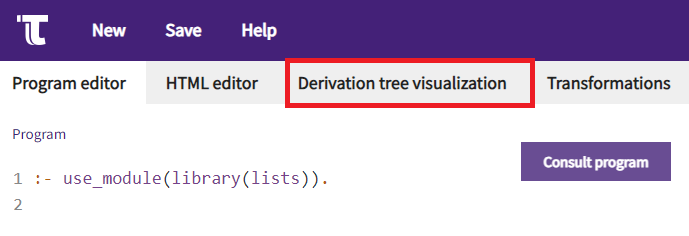 New Save Help
Program editor HTML editor Derivation tree visualization Transformations
Program
Consult program
1 :- use_module(library(lists)).
2